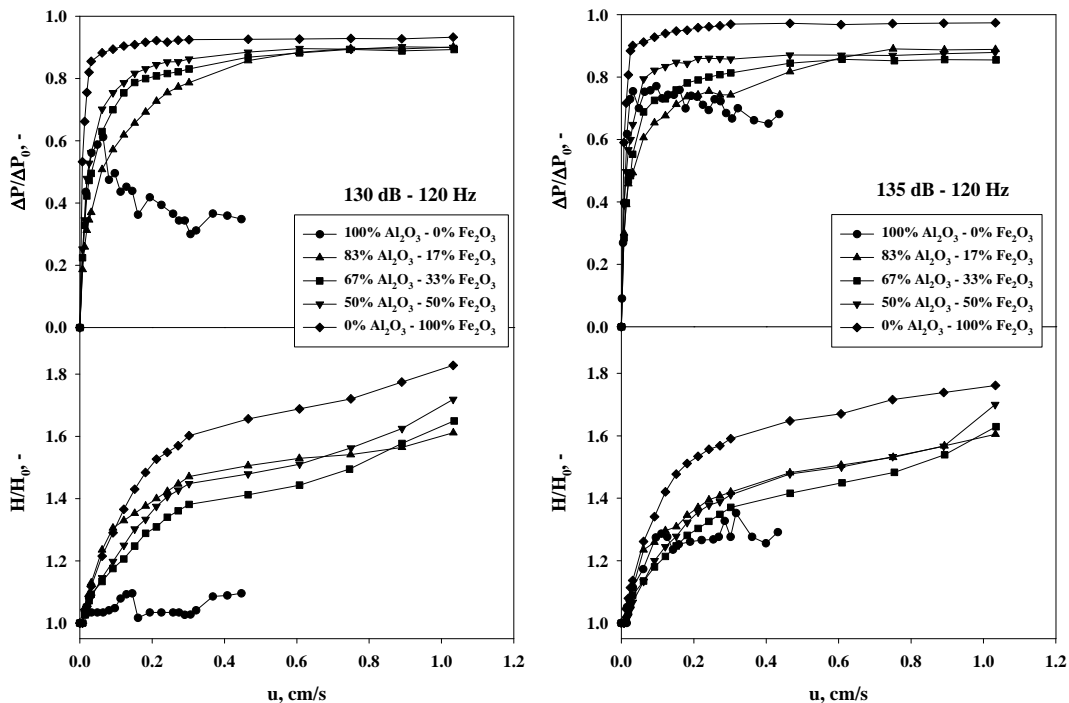 ΔP/ΔP₀, -
1.0
0.8
0.6
0.4
0.2
0.0
130 dB - 120 Hz
100% Al₂O₃ - 0% Fe₂O₃
83% Al₂O₃ - 17% Fe₂O₃
67% Al₂O₃ - 33% Fe₂O₃
50% Al₂O₃ - 50% Fe₂O₃
0% Al₂O₃ - 100% Fe₂O₃
H/H₀, -
1.8
1.6
1.4
1.2
1.0
0.0 0.2 0.4 0.6 0.8 1.0 1.2
u, cm/s
ΔP/ΔP₀, -
1.0
0.8
0.6
0.4
0.2
0.0
135 dB - 120 Hz
100% Al₂O₃ - 0% Fe₂O₃
83% Al₂O₃ - 17% Fe₂O₃
67% Al₂O₃ - 33% Fe₂O₃
50% Al₂O₃ - 50% Fe₂O₃
0% Al₂O₃ - 100% Fe₂O₃
H/H₀, -
1.8
1.6
1.4
1.2
1.0
0.0 0.2 0.4 0.6 0.8 1.0 1.2
u, cm/s